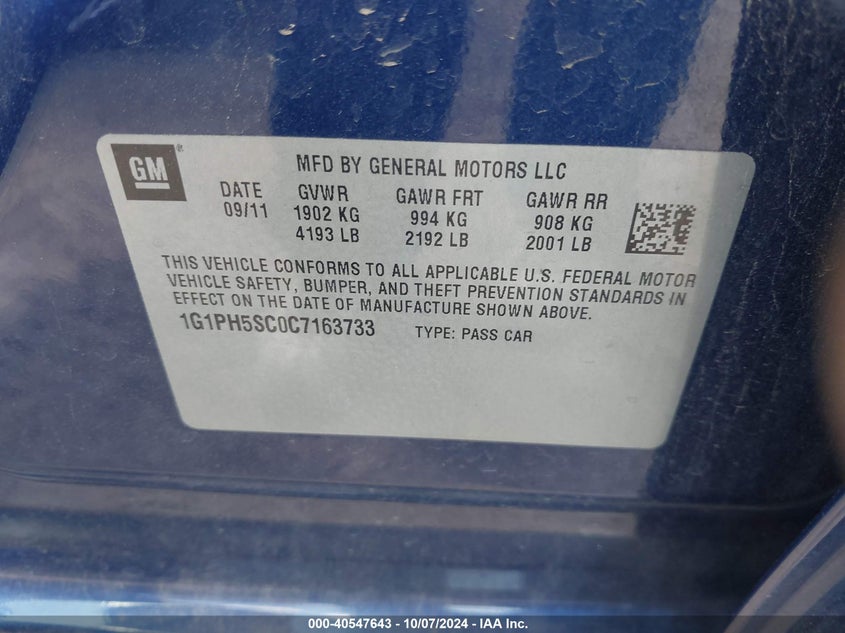 GM ®
MFD BY GENERAL MOTORS LLC
DATE GVWR GAWR FRT GAWR RR
09/11 1902 KG 994 KG 908 KG
4193 LB 2192 LB 2001 LB
THIS VEHICLE CONFORMS TO ALL APPLICABLE U.S. FEDERAL MOTOR
VEHICLE SAFETY, BUMPER, AND THEFT PREVENTION STANDARDS IN
EFFECT ON THE DATE OF MANUFACTURE SHOWN ABOVE.
1G1PH5SC0C7163733 TYPE: PASS CAR
000-40547643 - 10/07/2024 - IAA Inc.